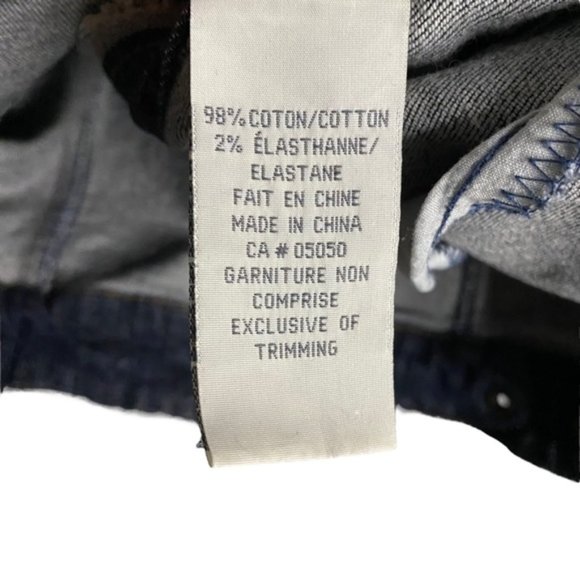 98% COTON/COTTON
2% ÉLASTHANNE/
ELASTANE
FAIT EN CHINE
MADE IN CHINA
CA # 05050
GARNITURE NON
COMPRISE
EXCLUSIVE OF
TRIMMING